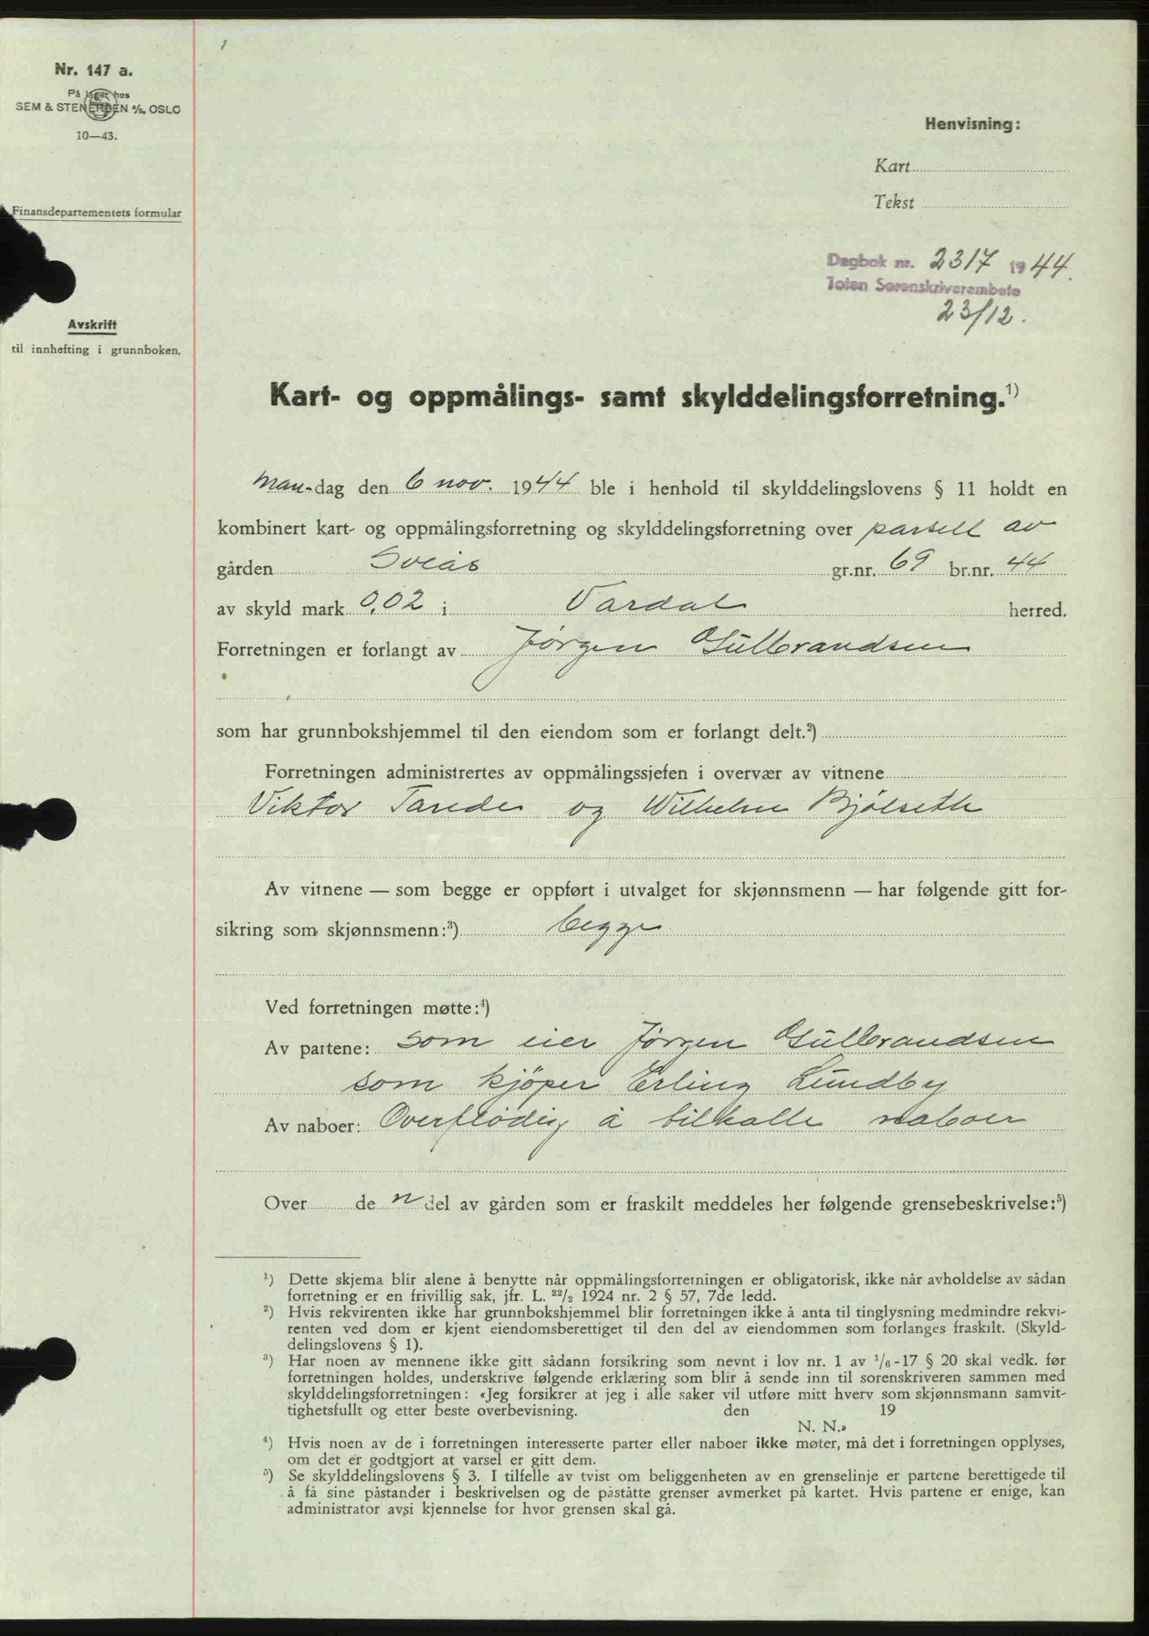 Nr. 147 a.
På lager hos
SEM & STENERSEN A/S, OSLO
10—43.
Finansdepartementets formular
Avskrift
til innhefting i grunnboken.
Henvisning:
Kart
Tekst
Dagbok nr. 2317 1944.
Toten Sorenskriverembete
23/12.
Kart- og oppmålings- samt skylddelingsforretning.¹)
Man-dag den 6 nov. 1944 ble i henhold til skylddelingslovens § 11 holdt en
kombinert kart- og oppmålingsforretning og skylddelingsforretning over parsell av
gården Sveås gr.nr. 69 br.nr. 44
av skyld mark 0,02 i Vardal herred.
Forretningen er forlangt av Jørgen Gulbrandsen
som har grunnbokshjemmel til den eiendom som er forlangt delt.²)
Forretningen administrertes av oppmålingssjefen i overvær av vitnene
Viktor og Wilhelm Bjølseth
Av vitnene — som begge er oppført i utvalget for skjønnsmenn — har følgende gitt for-
sikring som skjønnsmenn:³) begge
Ved forretningen møtte:⁴)
Av partene: som eier Jørgen Gulbrandsen
som kjøper Erling Lundby
Av naboer: Overflødig å tilkalle naboer
Over de n del av gården som er fraskilt meddeles her følgende grensebeskrivelse:⁵)
¹) Dette skjema blir alene å benytte når oppmålingsforretningen er obligatorisk, ikke når avholdelse av sådan
forretning er en frivillig sak, jfr. L. ²²/₂ 1924 nr. 2 § 57, 7de ledd.
²) Hvis rekvirenten ikke har grunnbokshjemmel blir forretningen ikke å anta til tinglysning medmindre rekvi-
renten ved dom er kjent eiendomsberettiget til den del av eiendommen som forlanges fraskilt. (Skyld-
delingslovens § 1).
³) Har noen av mennene ikke gitt sådann forsikring som nevnt i lov nr. 1 av ¹/₆-17 § 20 skal vedk. før
forretningen holdes, underskrive følgende erklæring som blir å sende inn til sorenskriveren sammen med
skylddelingsforretningen: «Jeg forsikrer at jeg i alle saker vil utføre mitt hverv som skjønnsmann samvit-
tighetsfullt og etter beste overbevisning. den 19
N. N.»
⁴) Hvis noen av de i forretningen interesserte parter eller naboer ikke møter, må det i forretningen opplyses,
om det er godtgjort at varsel er gitt dem.
⁵) Se skylddelingslovens § 3. I tilfelle av tvist om beliggenheten av en grenselinje er partene berettigede til
å få sine påstander i beskrivelsen og de påståtte grenser avmerket på kartet. Hvis partene er enige, kan
administrator avsi kjennelse for hvor grensen skal gå.